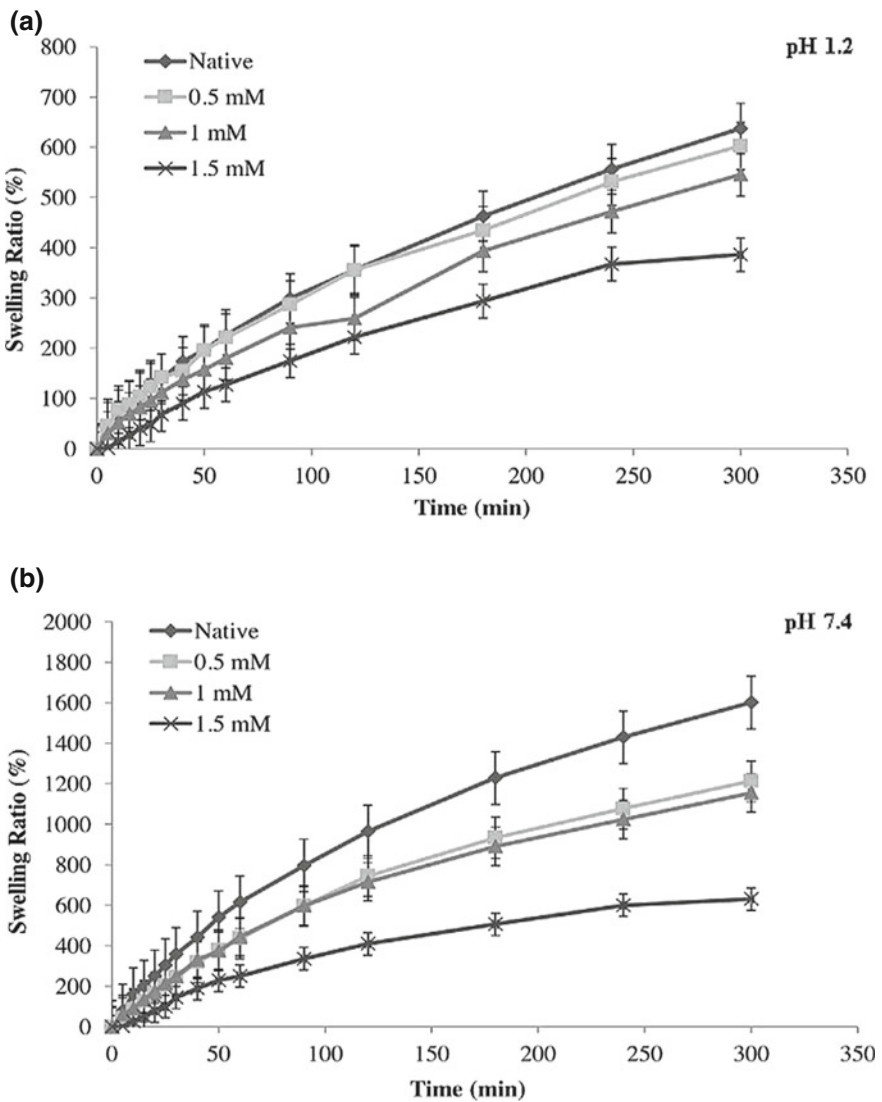 (a)
800
700
600
500
400
300
200
100
0
Swelling Ratio (%)
Native
0.5 mM
1 mM
1.5 mM
pH 1.2
0 50 100 150 200 250 300 350
Time (min)
(b)
2000
1800
1600
1400
1200
1000
800
600
400
200
0
Swelling Ratio (%)
Native
0.5 mM
1 mM
1.5 mM
pH 7.4
0 50 100 150 200 250 300 350
Time (min)